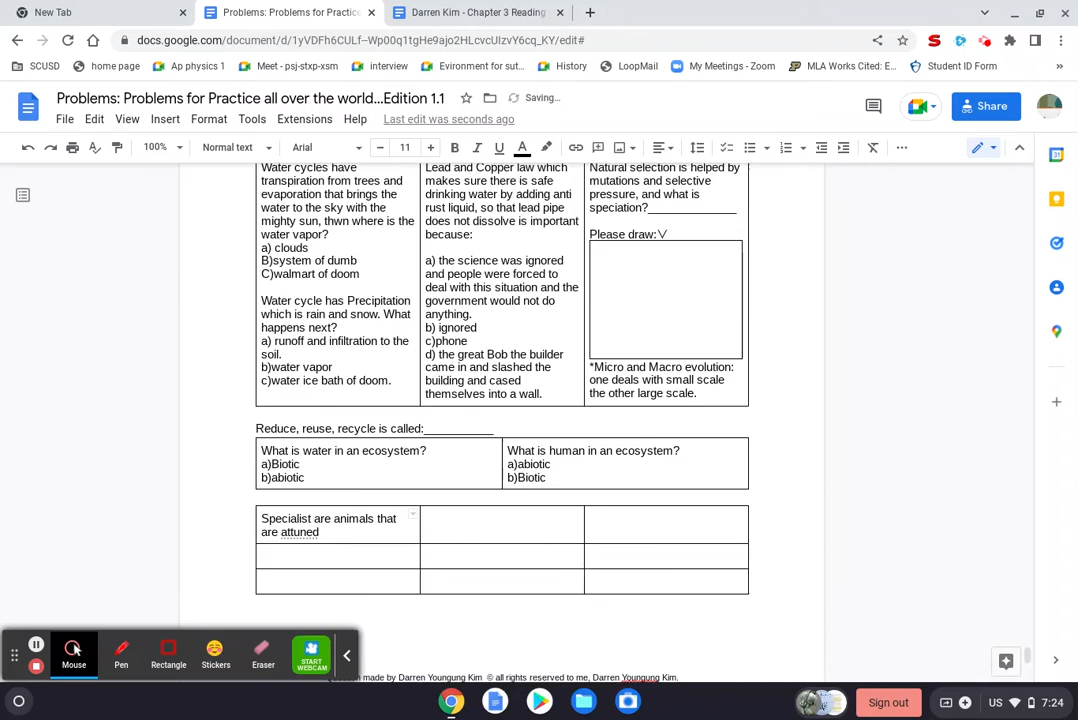 New Tab
Problems: Problems for Practice
Darren Kim - Chapter 3 Reading
docs.google.com/document/d/1yVDFh6CULf--Wp00q1tgHe9ajo2HLcvcUIzvY6cq_KY/edit#
SCUSD
home page
Ap physics 1
Meet - psj-stxp-xsm
interview
Evironment for sut...
History
LoopMail
My Meetings - Zoom
MLA Works Cited: E...
Student ID Form
Problems: Problems for Practice all over the world...Edition 1.1
Saving...
File Edit View Insert Format Tools Extensions Help Last edit was seconds ago
Share
100% Normal text Arial 11
Water cycles have
transpiration from trees and
evaporation that brings the
water to the sky with the
mighty sun, thwn where is the
water vapor?
a) clouds
B)system of dumb
C)walmart of doom
Water cycle has Precipitation
which is rain and snow. What
happens next?
a) runoff and infiltration to the
soil.
b)water vapor
c)water ice bath of doom.
Lead and Copper law which
makes sure there is safe
drinking water by adding anti
rust liquid, so that lead pipe
does not dissolve is important
because:
a) the science was ignored
and people were forced to
deal with this situation and the
government would not do
anything.
b) ignored
c)phone
d) the great Bob the builder
came in and slashed the
building and cased
themselves into a wall.
Natural selection is helped by
mutations and selective
pressure, and what is
speciation?______________
Please draw:\/
*Micro and Macro evolution:
one deals with small scale
the other large scale.
Reduce, reuse, recycle is called:___________
What is water in an ecosystem?
a)Biotic
b)abiotic
What is human in an ecosystem?
a)abiotic
b)Biotic
Specialist are animals that
are attuned
made by Darren Youngung Kim © all rights reserved to me, Darren Youngung Kim.
Mouse
Pen
Rectangle
Stickers
Eraser
START
WEBCAM
Sign out
US
7:24